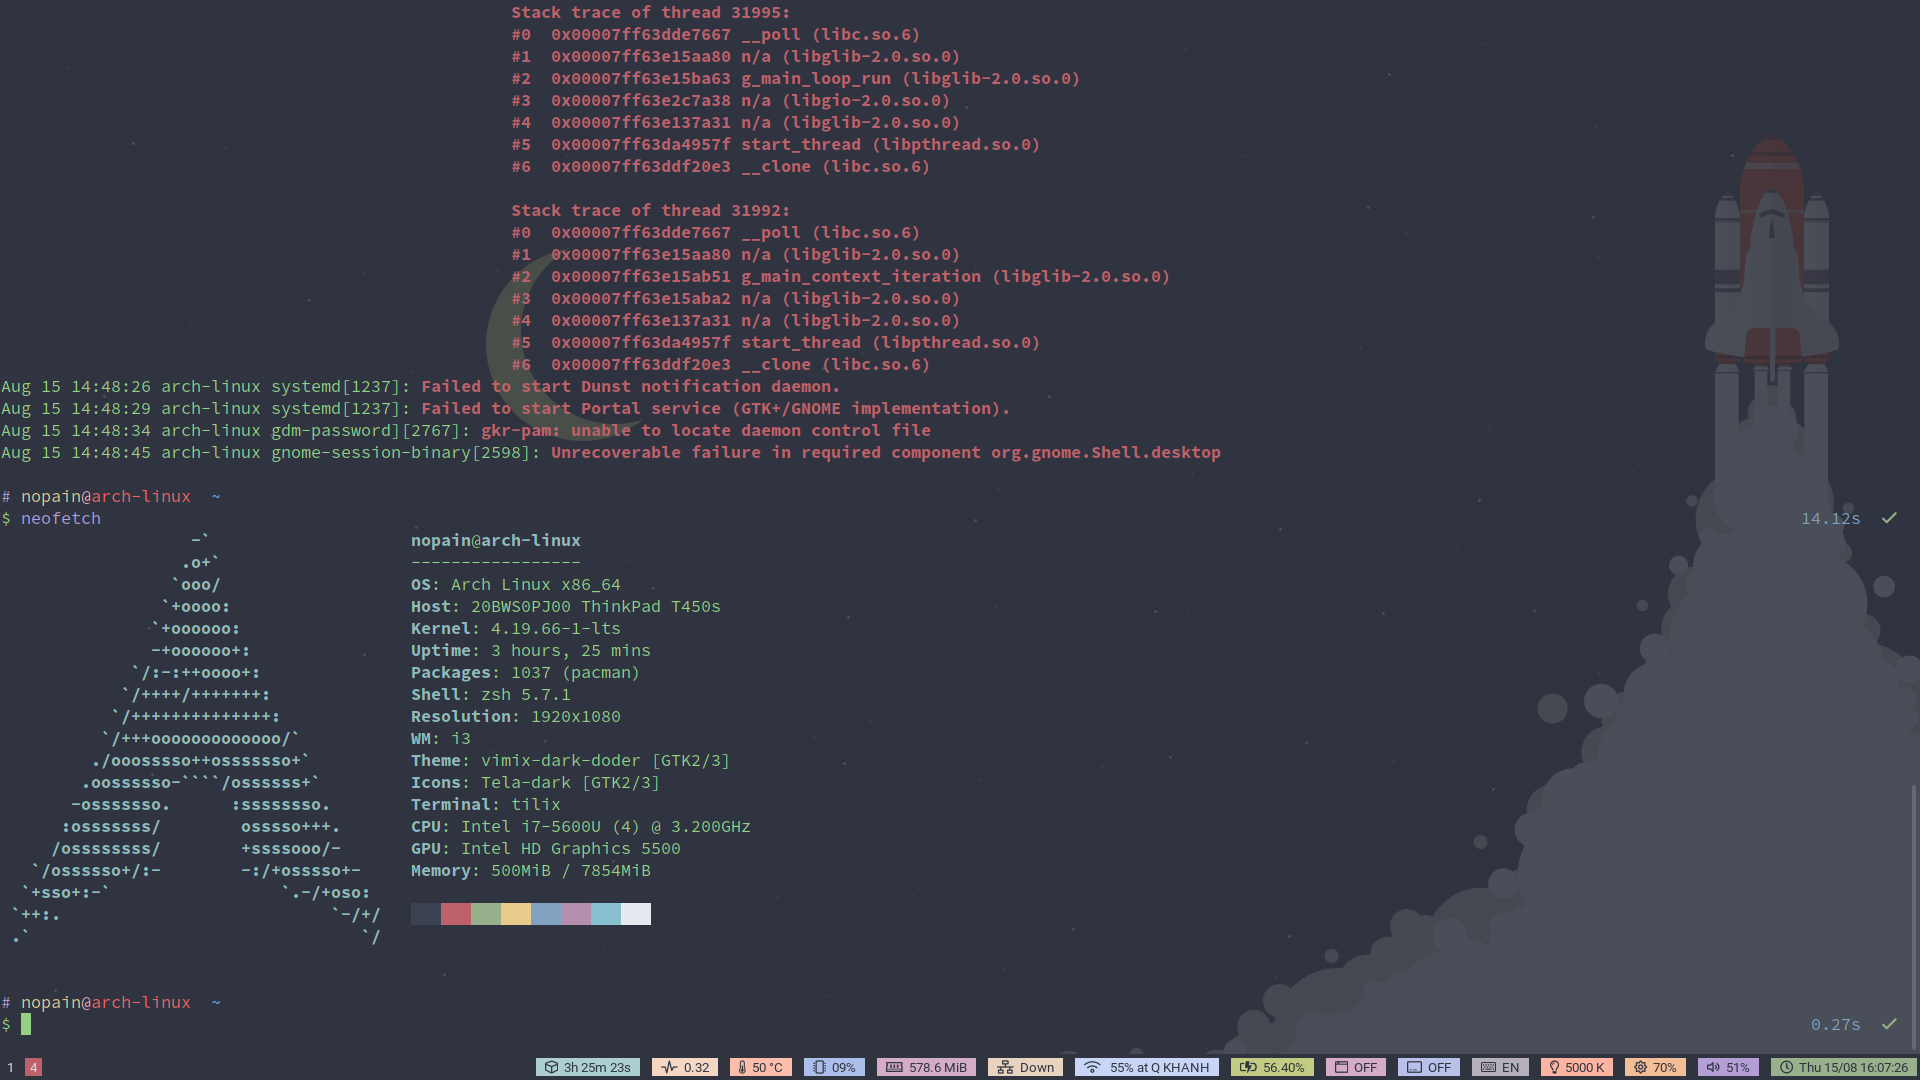 Stack trace of thread 31995:
#0  0x00007ff63dde7667 __poll (libc.so.6)
#1  0x00007ff63e15aa80 n/a (libglib-2.0.so.0)
#2  0x00007ff63e15ba63 g_main_loop_run (libglib-2.0.so.0)
#3  0x00007ff63e2c7a38 n/a (libgio-2.0.so.0)
#4  0x00007ff63e137a31 n/a (libglib-2.0.so.0)
#5  0x00007ff63da4957f start_thread (libpthread.so.0)
#6  0x00007ff63ddf20e3 __clone (libc.so.6)
Stack trace of thread 31992:
#0  0x00007ff63dde7667 __poll (libc.so.6)
#1  0x00007ff63e15aa80 n/a (libglib-2.0.so.0)
#2  0x00007ff63e15ab51 g_main_context_iteration (libglib-2.0.so.0)
#3  0x00007ff63e15aba2 n/a (libglib-2.0.so.0)
#4  0x00007ff63e137a31 n/a (libglib-2.0.so.0)
#5  0x00007ff63da4957f start_thread (libpthread.so.0)
#6  0x00007ff63ddf20e3 __clone (libc.so.6)
Aug 15 14:48:26 arch-linux systemd[1237]: Failed to start Dunst notification daemon.
Aug 15 14:48:29 arch-linux systemd[1237]: Failed to start Portal service (GTK+/GNOME implementation).
Aug 15 14:48:34 arch-linux gdm-password][2767]: gkr-pam: unable to locate daemon control file
Aug 15 14:48:45 arch-linux gnome-session-binary[2598]: Unrecoverable failure in required component org.gnome.Shell.desktop
# nopain@arch-linux  ~
$ neofetch 14.12s ✓
-`
.o+`
`ooo/
`+oooo:
`+oooooo:
-+oooooo+:
`/:-:++oooo+:
`/++++/+++++++:
`/++++++++++++++:
`/+++ooooooooooooo/`
./ooosssso++osssssso+`
.oossssso-````/ossssss+`
-osssssso.      :ssssssso.
:osssssss/        osssso+++.
/ossssssss/        +ssssooo/-
`/ossssso+/:-        -:/+osssso+-
`+sso+:-`                 `.-/+oso:
`++:.                           `-/+/
.`                                 `/
nopain@arch-linux
-----------------
OS: Arch Linux x86_64
Host: 20BWS0PJ00 ThinkPad T450s
Kernel: 4.19.66-1-lts
Uptime: 3 hours, 25 mins
Packages: 1037 (pacman)
Shell: zsh 5.7.1
Resolution: 1920x1080
WM: i3
Theme: vimix-dark-doder [GTK2/3]
Icons: Tela-dark [GTK2/3]
Terminal: tilix
CPU: Intel i7-5600U (4) @ 3.200GHz
GPU: Intel HD Graphics 5500
Memory: 500MiB / 7854MiB
# nopain@arch-linux  ~
$ 0.27s ✓
1 4 3h 25m 23s 0.32 50 °C 09% 578.6 MiB Down 55% at Q KHANH 56.40% OFF OFF EN 5000 K 70% 51% Thu 15/08 16:07:26